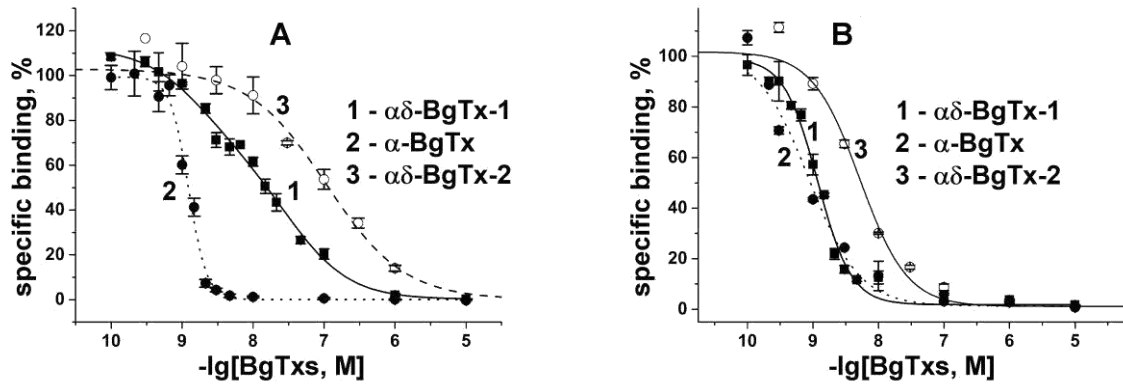 A
specific binding, %
120
100
80
60
40
20
0
10 9 8 7 6 5
-lg[BgTxs, M]
3
2
1
1 - αδ-BgTx-1
2 - α-BgTx
3 - αδ-BgTx-2
B
specific binding, %
100
80
60
40
20
0
10 9 8 7 6 5
-lg[BgTxs, M]
1
2
3
1 - αδ-BgTx-1
2 - α-BgTx
3 - αδ-BgTx-2